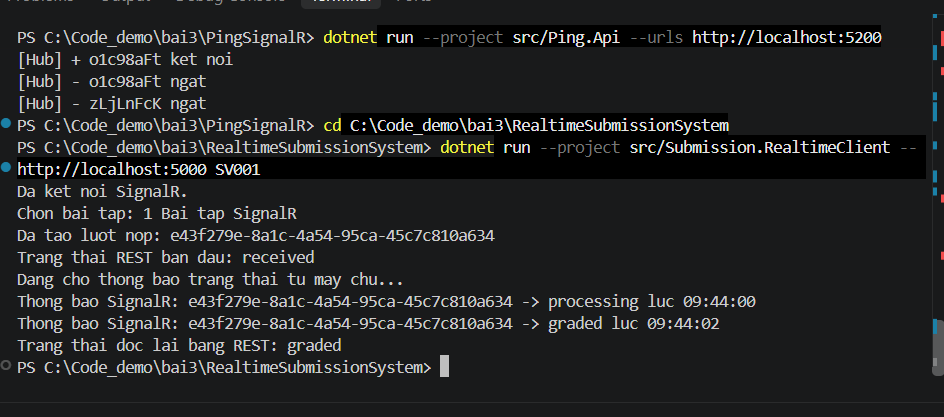 Terminal
PS C:\Code_demo\bai3\PingSignalR> dotnet run --project src/Ping.Api --urls http://localhost:5200
[Hub] + o1c98aFt ket noi
[Hub] - o1c98aFt ngat
[Hub] - zLjLnFcK ngat
PS C:\Code_demo\bai3\PingSignalR> cd C:\Code_demo\bai3\RealtimeSubmissionSystem
PS C:\Code_demo\bai3\RealtimeSubmissionSystem> dotnet run --project src/Submission.RealtimeClient --
http://localhost:5000 SV001
Da ket noi SignalR.
Chon bai tap: 1 Bai tap SignalR
Da tao luot nop: e43f279e-8a1c-4a54-95ca-45c7c810a634
Trang thai REST ban dau: received
Dang cho thong bao trang thai tu may chu...
Thong bao SignalR: e43f279e-8a1c-4a54-95ca-45c7c810a634 -> processing luc 09:44:00
Thong bao SignalR: e43f279e-8a1c-4a54-95ca-45c7c810a634 -> graded luc 09:44:02
Trang thai doc lai bang REST: graded
PS C:\Code_demo\bai3\RealtimeSubmissionSystem>